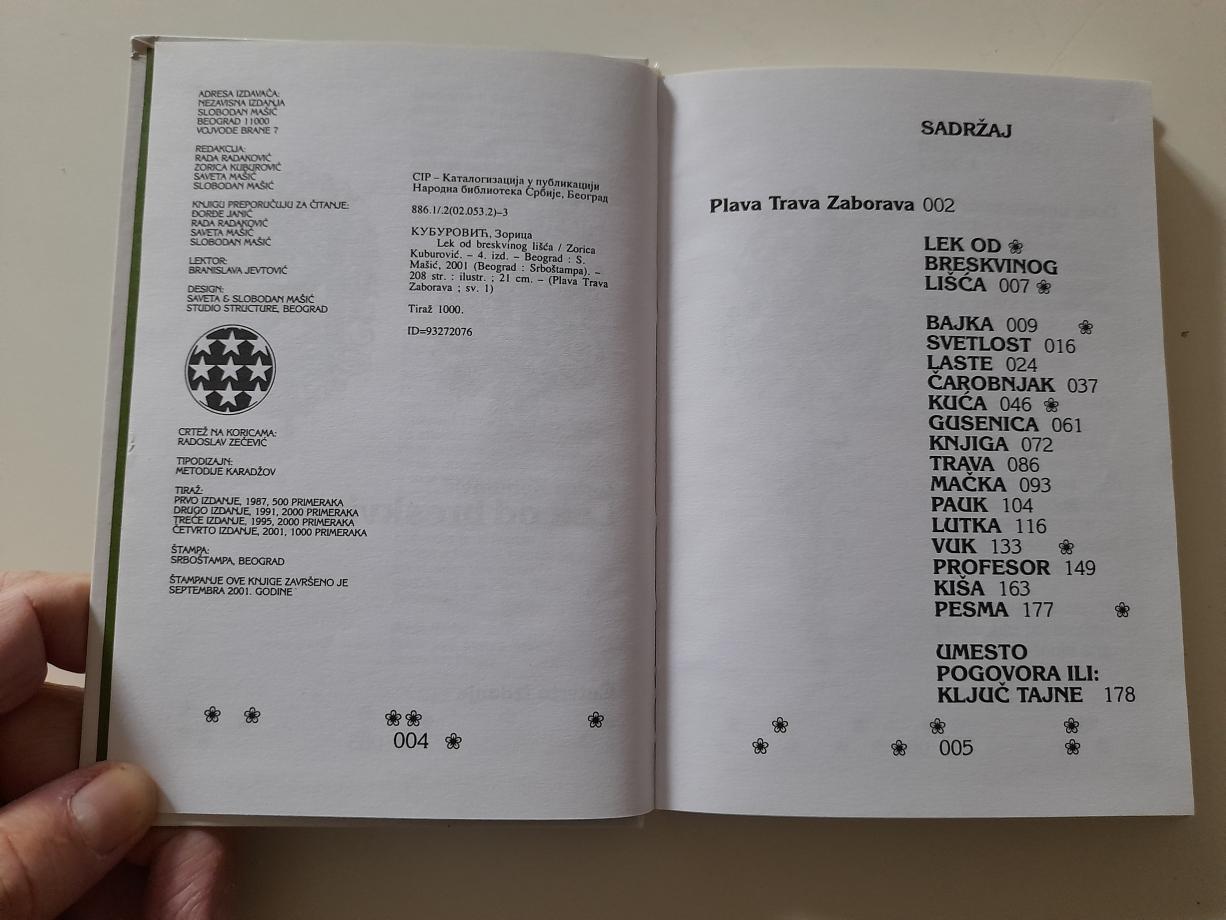 ADRESA IZDAVAČA:
NEZAVISNA IZDANJA
SLOBODAN MAŠIĆ
BEOGRAD 11000
VOJVODE BRANE 7
REDAKCIJA:
RADA RADAKOVIĆ
ZORICA KUBUROVIĆ
SAVETA MAŠIĆ
SLOBODAN MAŠIĆ
KNJIGU PREPORUČUJU ZA ČITANJE:
ĐORĐE JANIĆ
RADA RADAKOVIĆ
SAVETA MAŠIĆ
SLOBODAN MAŠIĆ
LEKTOR:
BRANISLAVA JEVTOVIĆ
DESIGN:
SAVETA & SLOBODAN MAŠIĆ
STUDIO STRUCTURE, BEOGRAD
CRTEŽ NA KORICAMA:
RADOSLAV ZEČEVIĆ
TIPODIZAJN:
METODIJE KARADŽOV
TIRAŽ:
PRVO IZDANJE, 1987, 500 PRIMERAKA
DRUGO IZDANJE, 1991, 2000 PRIMERAKA
TREĆE IZDANJE, 1995, 2000 PRIMERAKA
ČETVRTO IZDANJE, 2001, 1000 PRIMERAKA
ŠTAMPA:
SRBOŠTAMPA, BEOGRAD
ŠTAMPANJE OVE KNJIGE ZAVRŠENO JE
SEPTEMBRA 2001. GODINE
CIP – Каталогизација у публикацији
Народна библиотека Србије, Београд
886.1/.2(02.053.2)–3
КУБУРОВИЋ, Зорица
Lek od breskvinog lišća / Zorica
Kuburović. – 4. izd. – Beograd : S.
Mašić, 2001 (Beograd : Srboštampa). –
208 str. : ilustr. ; 21 cm. – (Plava Trava
Zaborava ; sv. 1)
Tiraž 1000.
ID=93272076
004
SADRŽAJ
Plava Trava Zaborava 002
LEK OD
BRESKVINOG
LIŠĆA 007
BAJKA 009
SVETLOST 016
LASTE 024
ČAROBNJAK 037
KUĆA 046
GUSENICA 061
KNJIGA 072
TRAVA 086
MAČKA 093
PAUK 104
LUTKA 116
VUK 133
PROFESOR 149
KIŠA 163
PESMA 177
UMESTO
POGOVORA ILI:
KLJUČ TAJNE 178
005